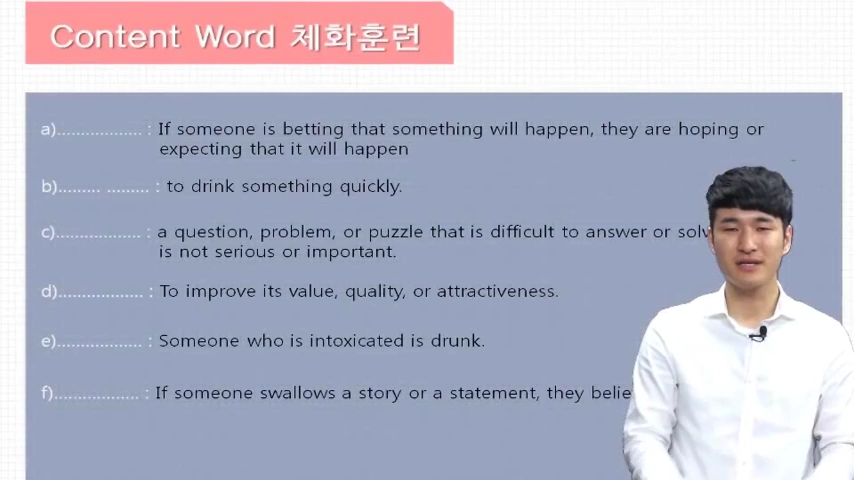 Content Word 체화훈련
a)................. : If someone is betting that something will happen, they are hoping or
expecting that it will happen
b)......... ......... : to drink something quickly.
c)................. : a question, problem, or puzzle that is difficult to answer or
is not serious or important.
d)................. : To improve its value, quality, or attractiveness.
e)................. : Someone who is intoxicated is drunk.
f)................. : If someone swallows a story or a statement, they